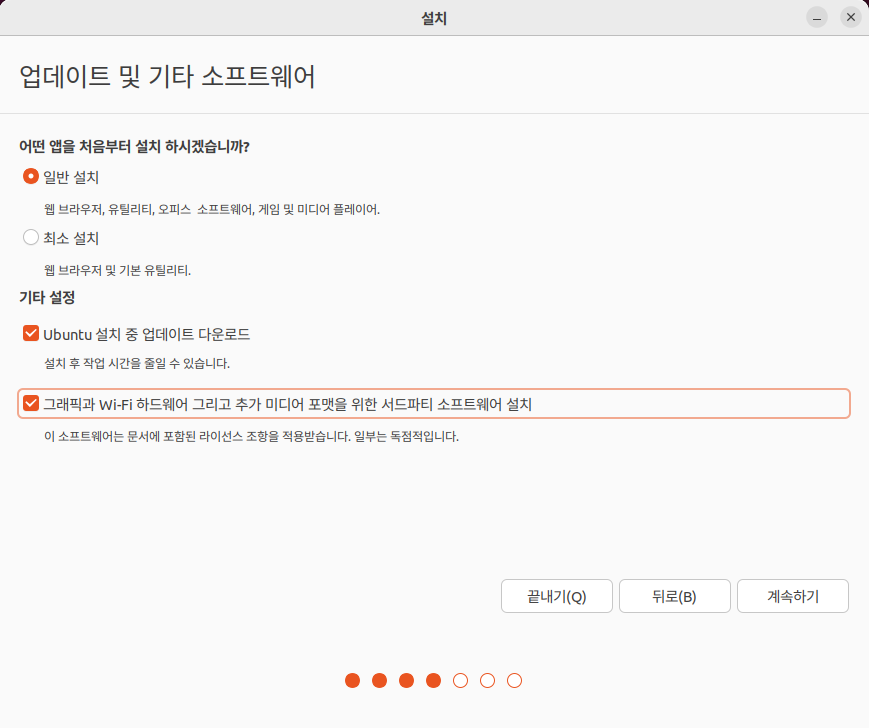 설치
업데이트 및 기타 소프트웨어
어떤 앱을 처음부터 설치 하시겠습니까?
일반 설치
웹 브라우저, 유틸리티, 오피스 소프트웨어, 게임 및 미디어 플레이어.
최소 설치
웹 브라우저 및 기본 유틸리티.
기타 설정
Ubuntu 설치 중 업데이트 다운로드
설치 후 작업 시간을 줄일 수 있습니다.
그래픽과 Wi-Fi 하드웨어 그리고 추가 미디어 포맷을 위한 서드파티 소프트웨어 설치
이 소프트웨어는 문서에 포함된 라이선스 조항을 적용받습니다. 일부는 독점적입니다.
끝내기(Q) 뒤로(B) 계속하기